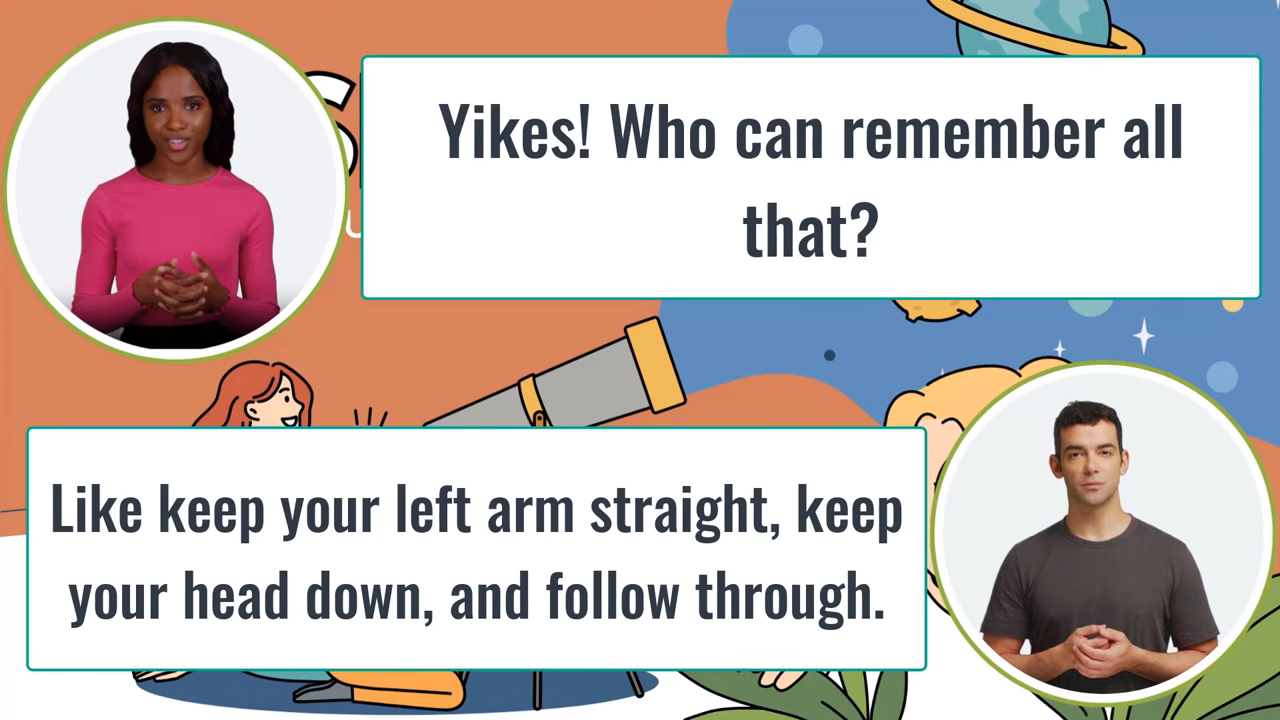 Yikes! Who can remember all
that?
Like keep your left arm straight, keep
your head down, and follow through.